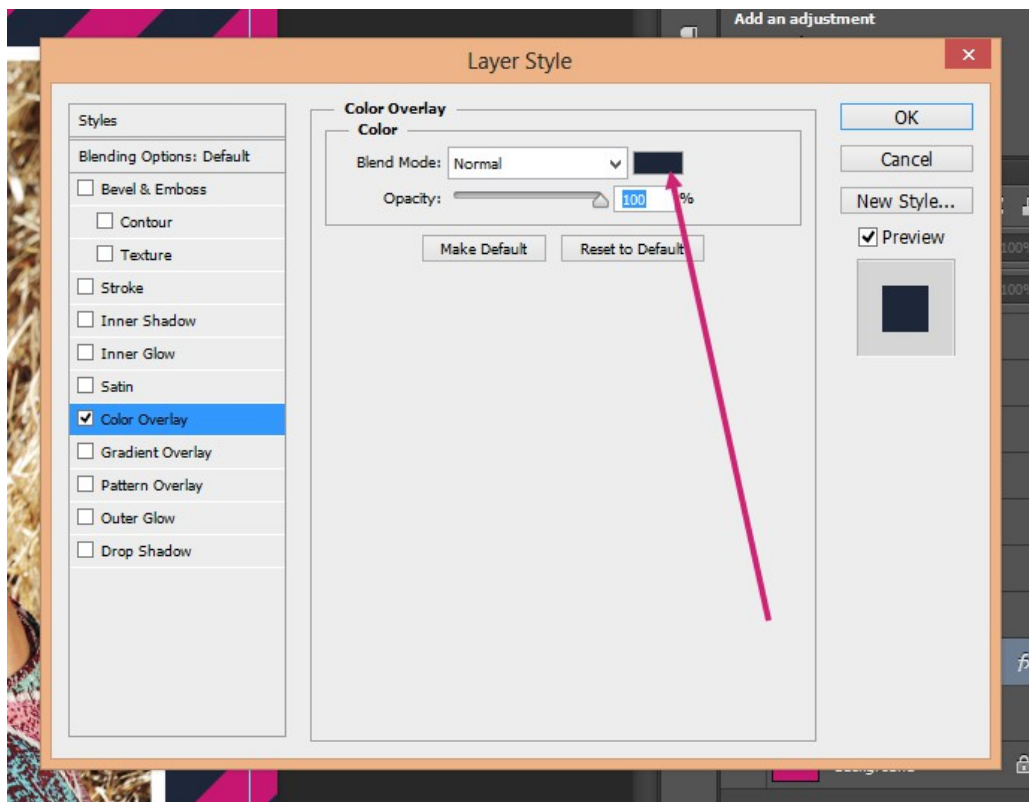 Add an adjustment
Layer Style
Styles
Blending Options: Default
Bevel & Emboss
Contour
Texture
Stroke
Inner Shadow
Inner Glow
Satin
Color Overlay
Gradient Overlay
Pattern Overlay
Outer Glow
Drop Shadow
Color Overlay
Color
Blend Mode: Normal
Opacity: 100 %
Make Default Reset to Default
OK
Cancel
New Style...
Preview
100%
100%